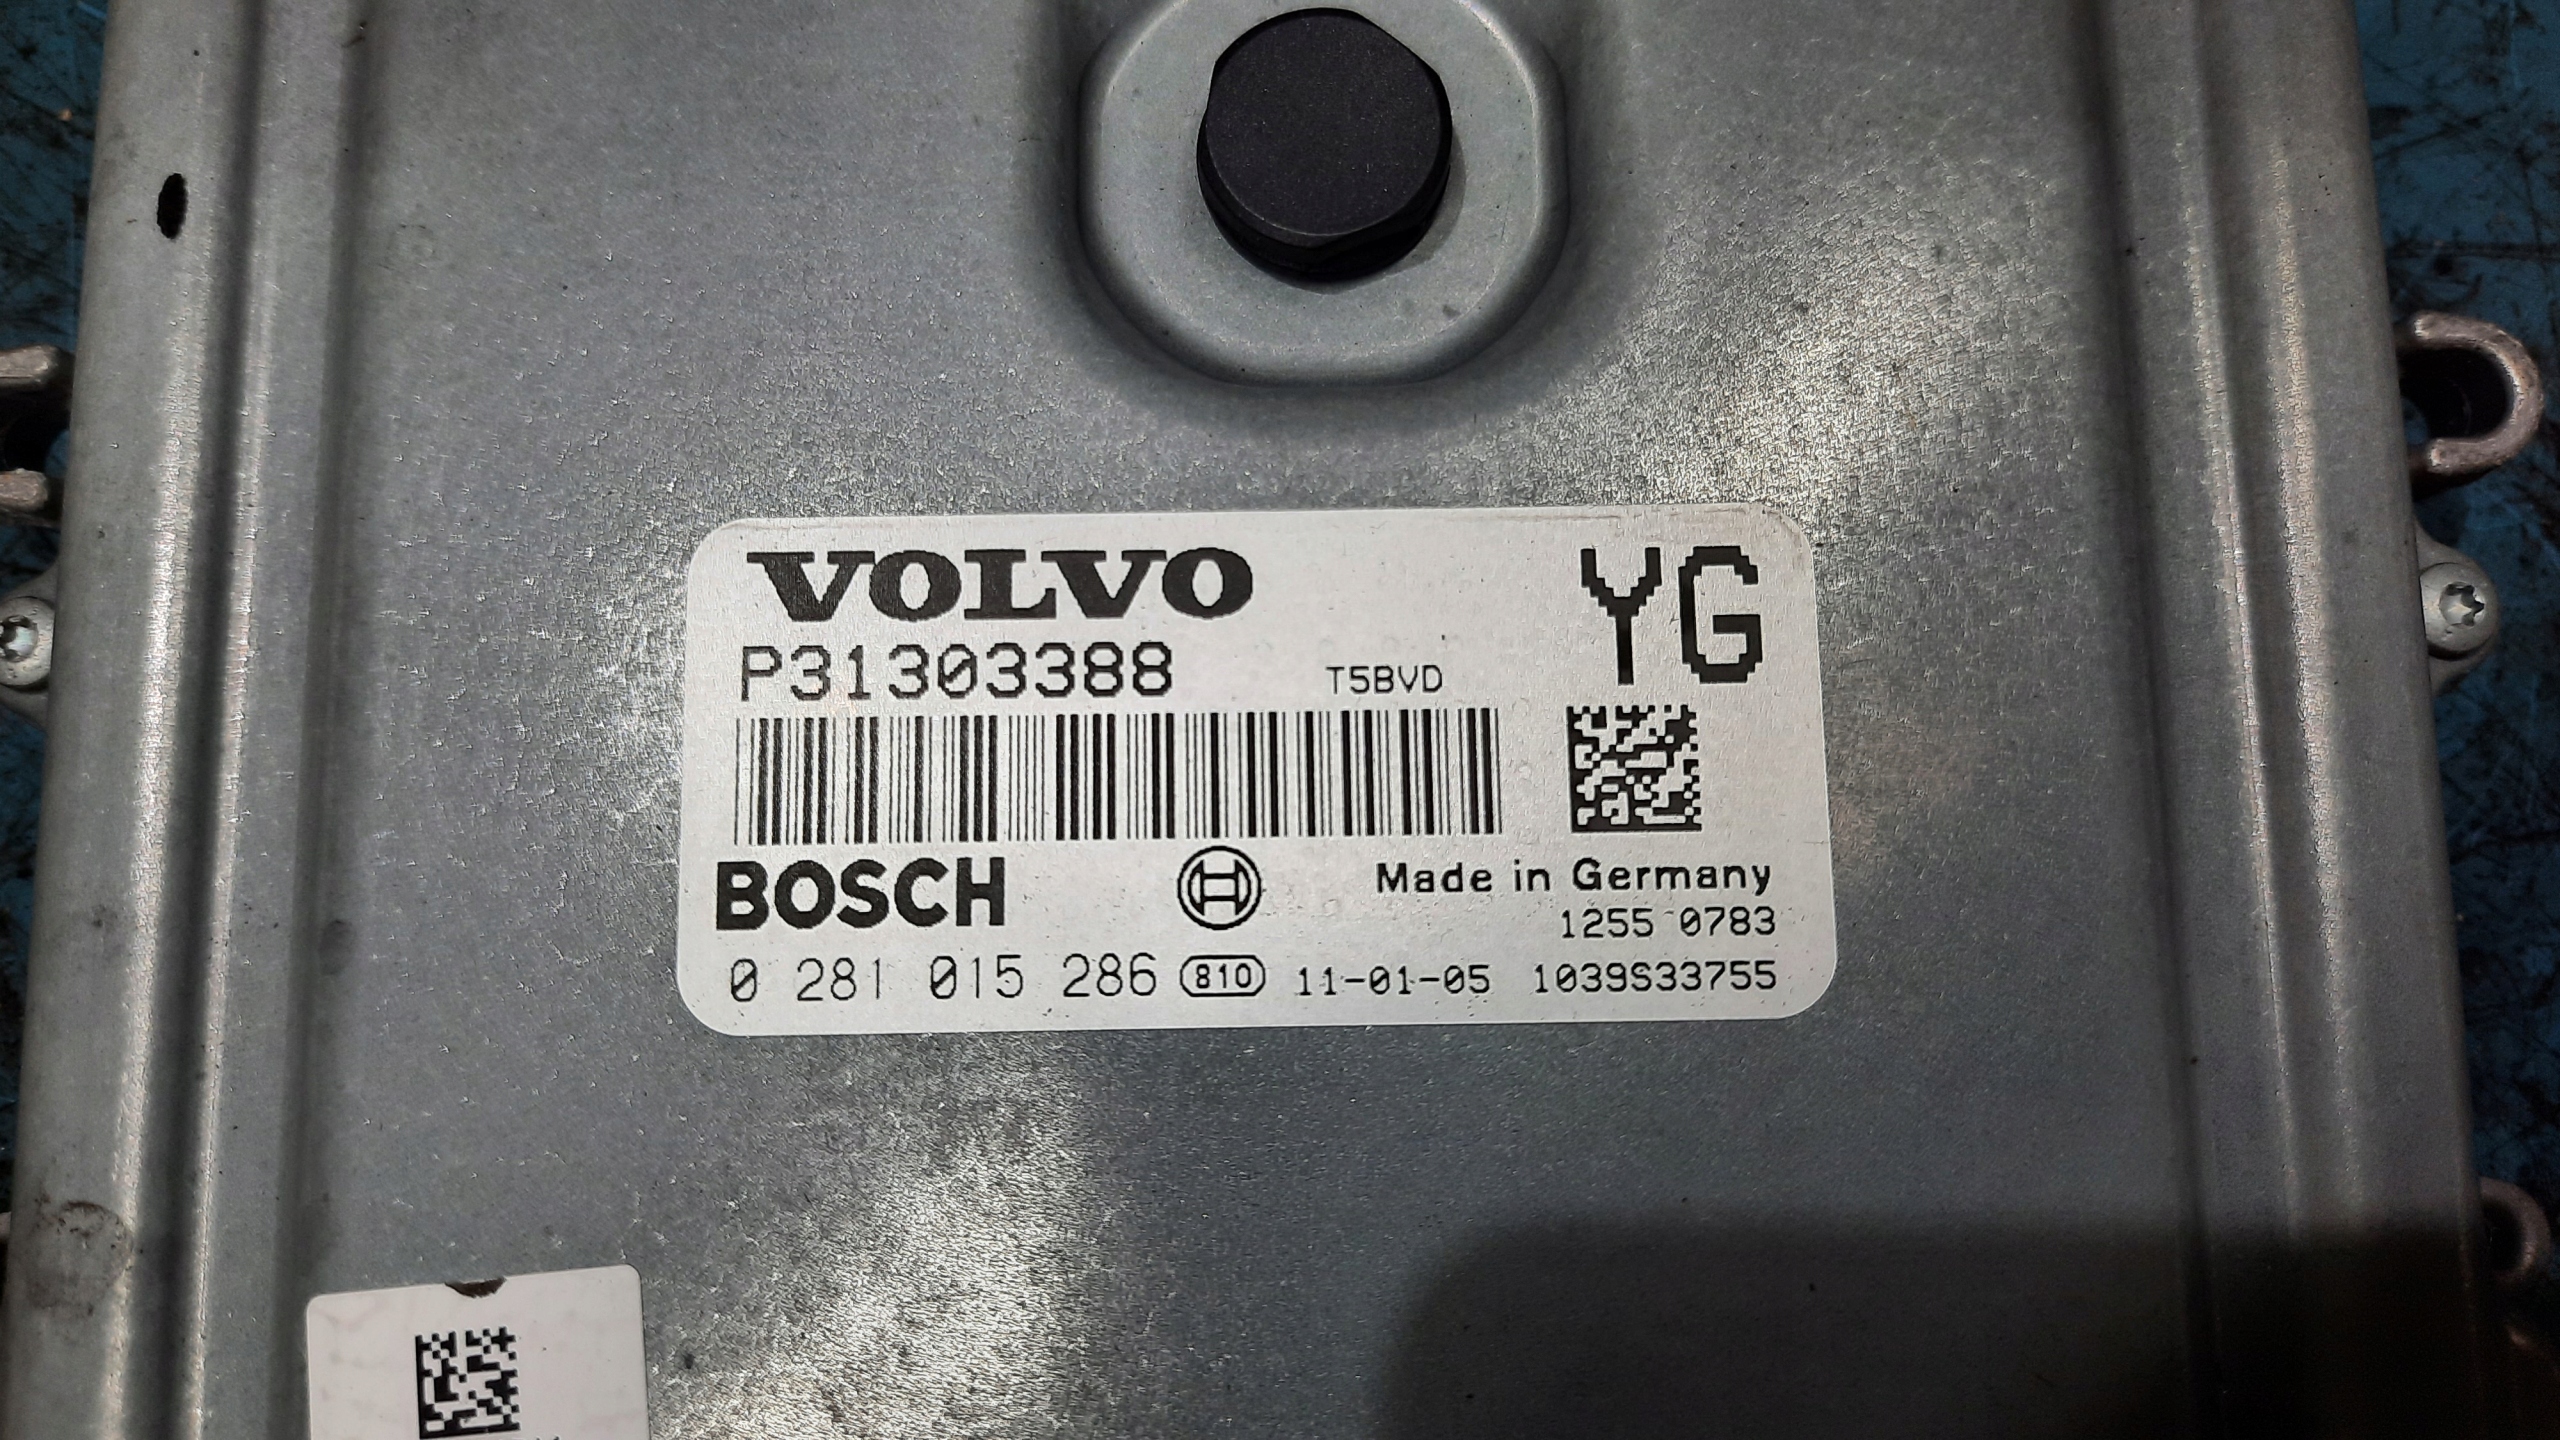 VOLVO
YG
P31303388 T5BVD
BOSCH
Made in Germany
1255 0783
0 281 015 286 810 11-01-05 1039S33755